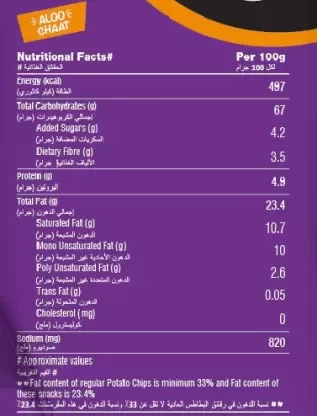 ALOO
CHAAT
Nutritional Facts# Per 100g
الحقائق الغذائية # لكل 100 جرام
Energy (kcal) 497
الطاقة (كيلو كالوري)
Total Carbohydrates (g) 67
إجمالي الكربوهيدرات (جرام)
Added Sugars (g) 4.2
السكريات المضافة (جرام)
Dietary Fibre (g) 3.5
الألياف الغذائية (جرام)
Protein (g) 4.9
البروتين (جرام)
Total Fat (g) 23.4
إجمالي الدهون (جرام)
Saturated Fat (g) 10.7
الدهون المشبعة (جرام)
Mono Unsaturated Fat (g) 10
الدهون الأحادية غير المشبعة (جرام)
Poly Unsaturated Fat (g) 2.6
الدهون المتعددة غير المشبعة (جرام)
Trans Fat (g) 0.05
الدهون المتحولة (جرام)
Cholesterol (mg) 0
كوليسترول (ملج)
Sodium (mg) 820
صوديوم (ملج)
# Approximate values
# القيم التقريبية
**Fat content of regular Potato Chips is minimum 33% and Fat content of
these snacks is 23.4%
** نسبة الدهون في رقائق البطاطس العادية لا تقل عن 33٪ ونسبة الدهون في هذه المقرمشات 23.4٪